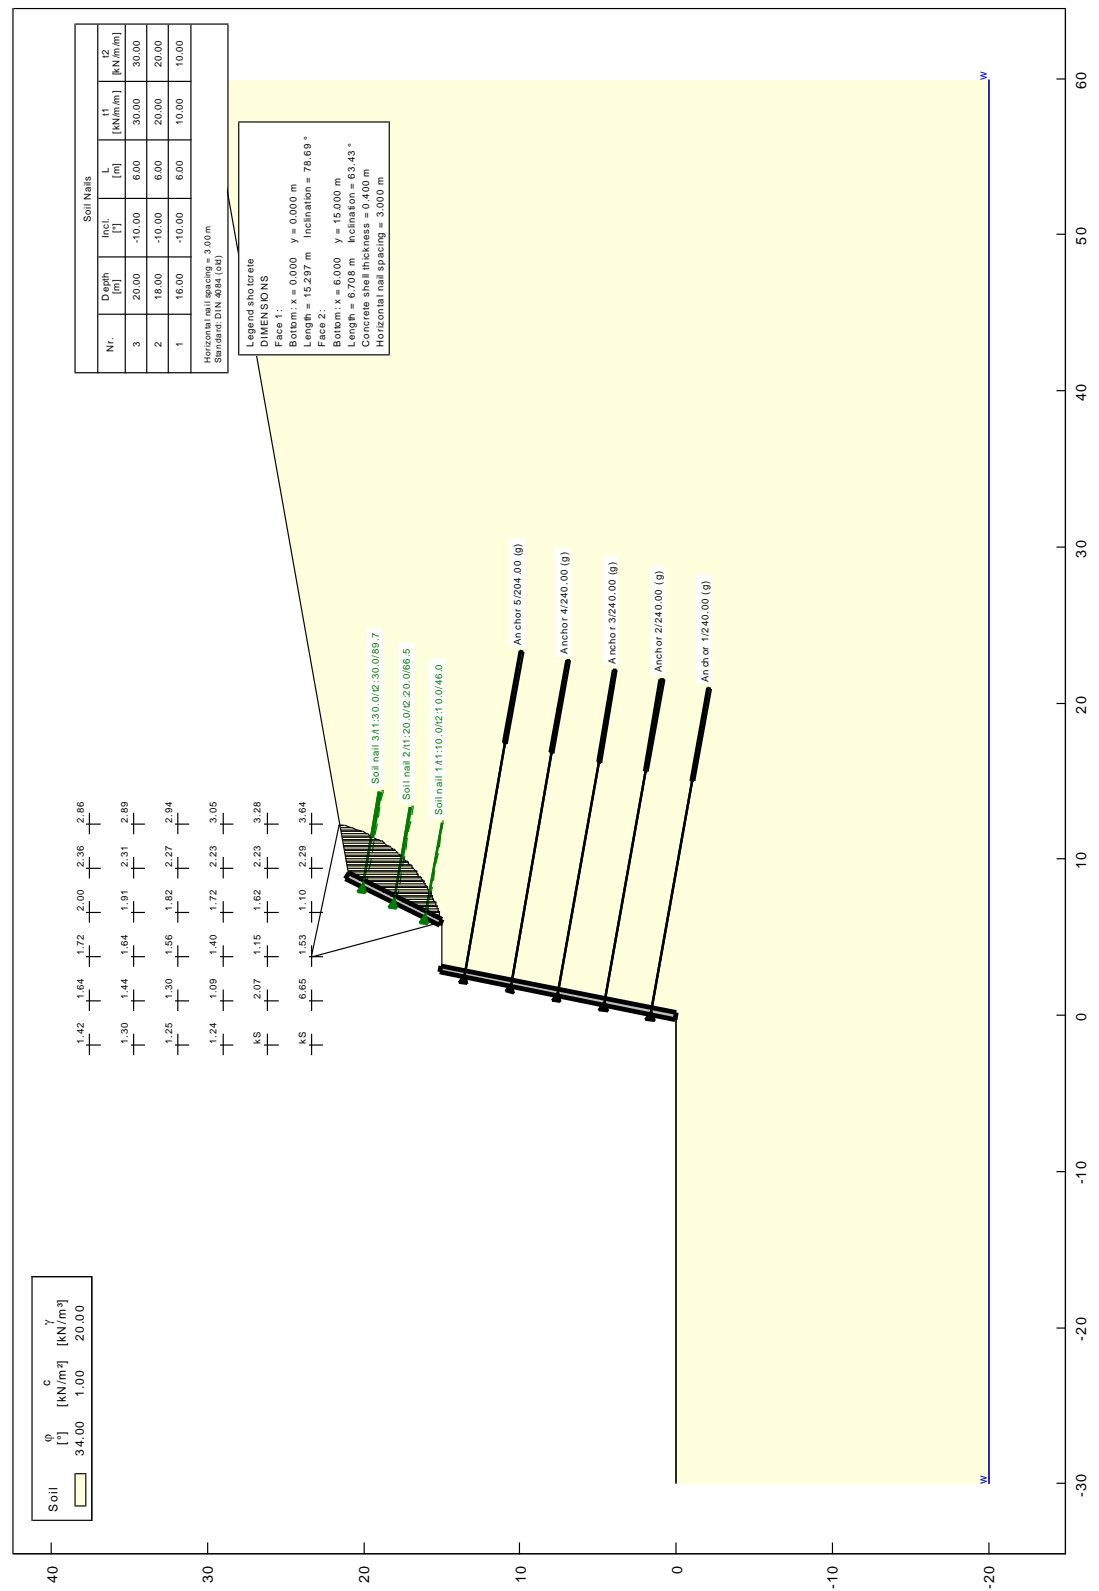 Soil φ c γ
[°] [kN/m²] [kN/m³]
34.00 1.00 20.00
1.42 1.64 1.72 2.00 2.36 2.86
1.30 1.44 1.64 1.91 2.31 2.89
1.25 1.30 1.56 1.82 2.27 2.94
1.24 1.09 1.40 1.72 2.23 3.05
kS 2.07 1.15 1.62 2.23 3.28
kS 6.65 1.53 1.10 2.29 3.64
Soil Nails
Nr. Depth Incl. L t1 t2
[m] [°] [m] [kN/m/m] [kN/m/m]
3 20.00 -10.00 6.00 30.00 30.00
2 18.00 -10.00 6.00 20.00 20.00
1 16.00 -10.00 6.00 10.00 10.00
Horizontal nail spacing = 3.00 m
Standard: DIN 4084 (old)
Legend shotcrete
DIMENSIONS
Face 1:
Bottom: x = 0.000 y = 0.000 m
Length = 15.297 m Inclination = 78.69 °
Face 2:
Bottom: x = 6.000 y = 15.000 m
Length = 6.708 m Inclination = 63.43 °
Concrete shell thickness = 0.400 m
Horizontal nail spacing = 3.000 m
Soil nail 3/t1:30.0/t2:30.0/89.7
Soil nail 2/t1:20.0/t2:20.0/66.5
Soil nail 1/t1:10.0/t2:10.0/46.0
Anchor 5/204.00 (g)
Anchor 4/240.00 (g)
Anchor 3/240.00 (g)
Anchor 2/240.00 (g)
Anchor 1/240.00 (g)
w w
40
30
20
10
0
-10
-20
-30 -20 -10 0 10 20 30 40 50 60